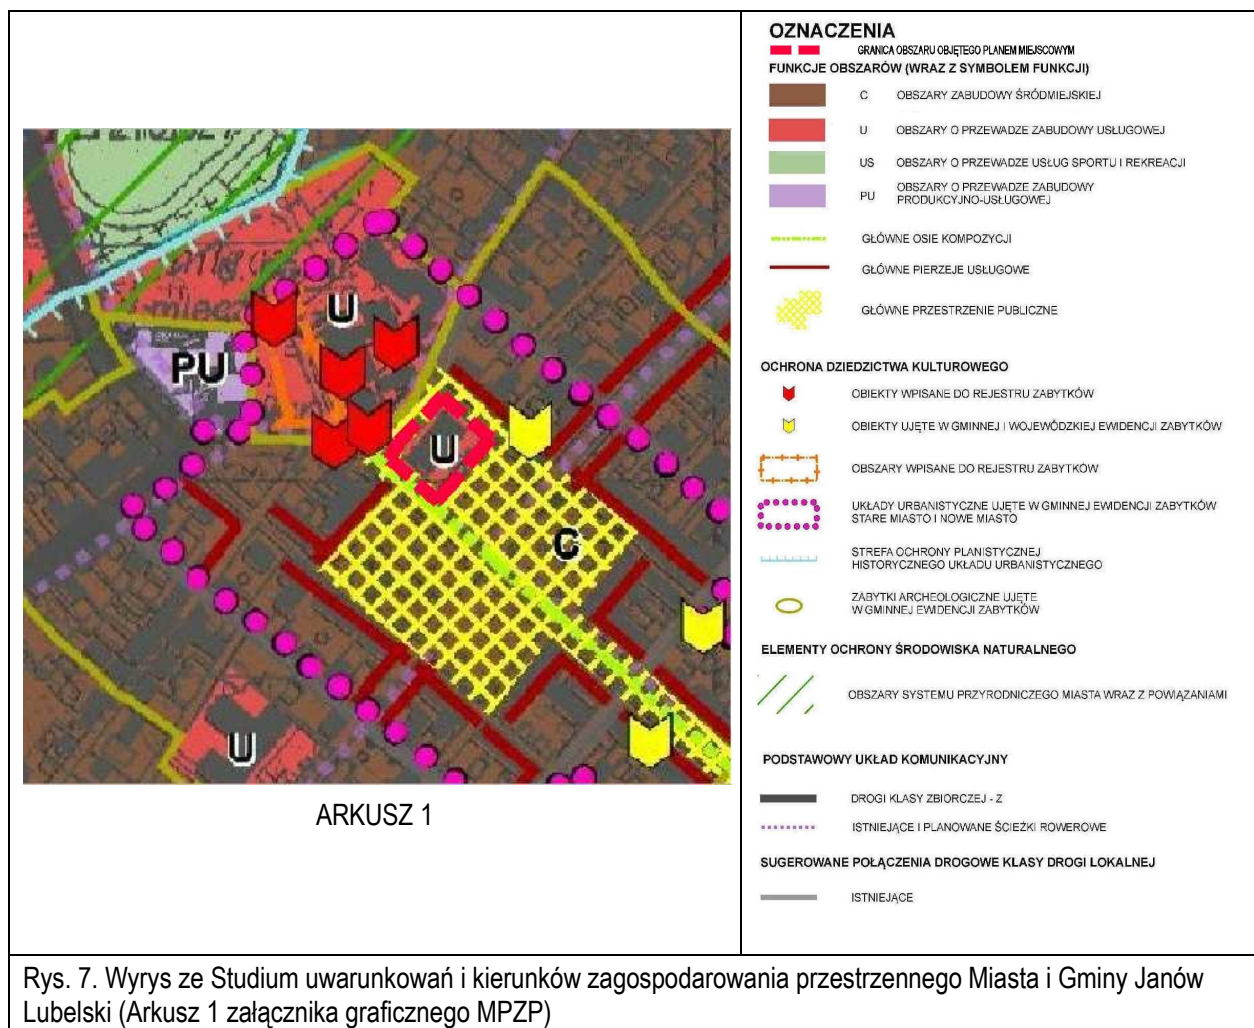 U
PU
U
C
U
ARKUSZ 1
OZNACZENIA
GRANICA OBSZARU OBJĘTEGO PLANEM MIEJSCOWYM
FUNKCJE OBSZARÓW (WRAZ Z SYMBOLEM FUNKCJI)
C OBSZARY ZABUDOWY ŚRÓDMIEJSKIEJ
U OBSZARY O PRZEWADZE ZABUDOWY USŁUGOWEJ
US OBSZARY O PRZEWADZE USŁUG SPORTU I REKREACJI
PU OBSZARY O PRZEWADZE ZABUDOWY
PRODUKCYJNO-USŁUGOWEJ
GŁÓWNE OSIE KOMPOZYCJI
GŁÓWNE PIERZEJE USŁUGOWE
GŁÓWNE PRZESTRZENIE PUBLICZNE
OCHRONA DZIEDZICTWA KULTUROWEGO
OBIEKTY WPISANE DO REJESTRU ZABYTKÓW
OBIEKTY UJĘTE W GMINNEJ I WOJEWÓDZKIEJ EWIDENCJI ZABYTKÓW
OBSZARY WPISANE DO REJESTRU ZABYTKÓW
UKŁADY URBANISTYCZNE UJĘTE W GMINNEJ EWIDENCJI ZABYTKÓW
STARE MIASTO I NOWE MIASTO
STREFA OCHRONY PLANISTYCZNEJ
HISTORYCZNEGO UKŁADU URBANISTYCZNEGO
ZABYTKI ARCHEOLOGICZNE UJĘTE
W GMINNEJ EWIDENCJI ZABYTKÓW
ELEMENTY OCHRONY ŚRODOWISKA NATURALNEGO
OBSZARY SYSTEMU PRZYRODNICZEGO MIASTA WRAZ Z POWIĄZANIAMI
PODSTAWOWY UKŁAD KOMUNIKACYJNY
DROGI KLASY ZBIORCZEJ - Z
ISTNIEJĄCE I PLANOWANE ŚCIEŻKI ROWEROWE
SUGEROWANE POŁĄCZENIA DROGOWE KLASY DROGI LOKALNEJ
ISTNIEJĄCE
Rys. 7. Wyrys ze Studium uwarunkowań i kierunków zagospodarowania przestrzennego Miasta i Gminy Janów
Lubelski (Arkusz 1 załącznika graficznego MPZP)